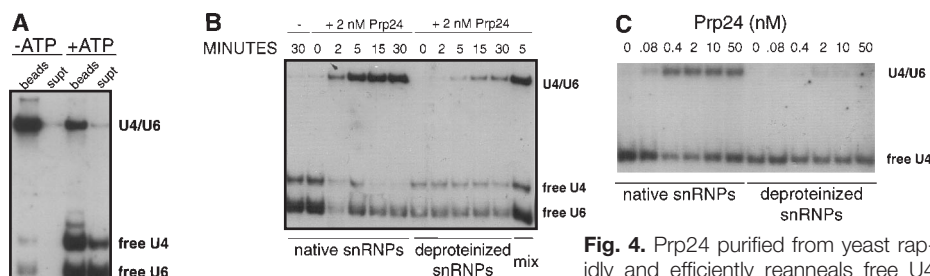 A
-ATP +ATP
beads supt beads supt
U4/U6
free U4
free U6
B
- + 2 nM Prp24 + 2 nM Prp24
MINUTES 30 0 2 5 15 30 0 2 5 15 30 5
U4/U6
free U4
free U6
native snRNPs deproteinized snRNPs mix
C
Prp24 (nM)
0 .08 0.4 2 10 50 0 .08 0.4 2 10 50
U4/U6
free U4
native snRNPs deproteinized
snRNPs
Fig. 4. Prp24 purified from yeast rap-
idly and efficiently reanneals free U4